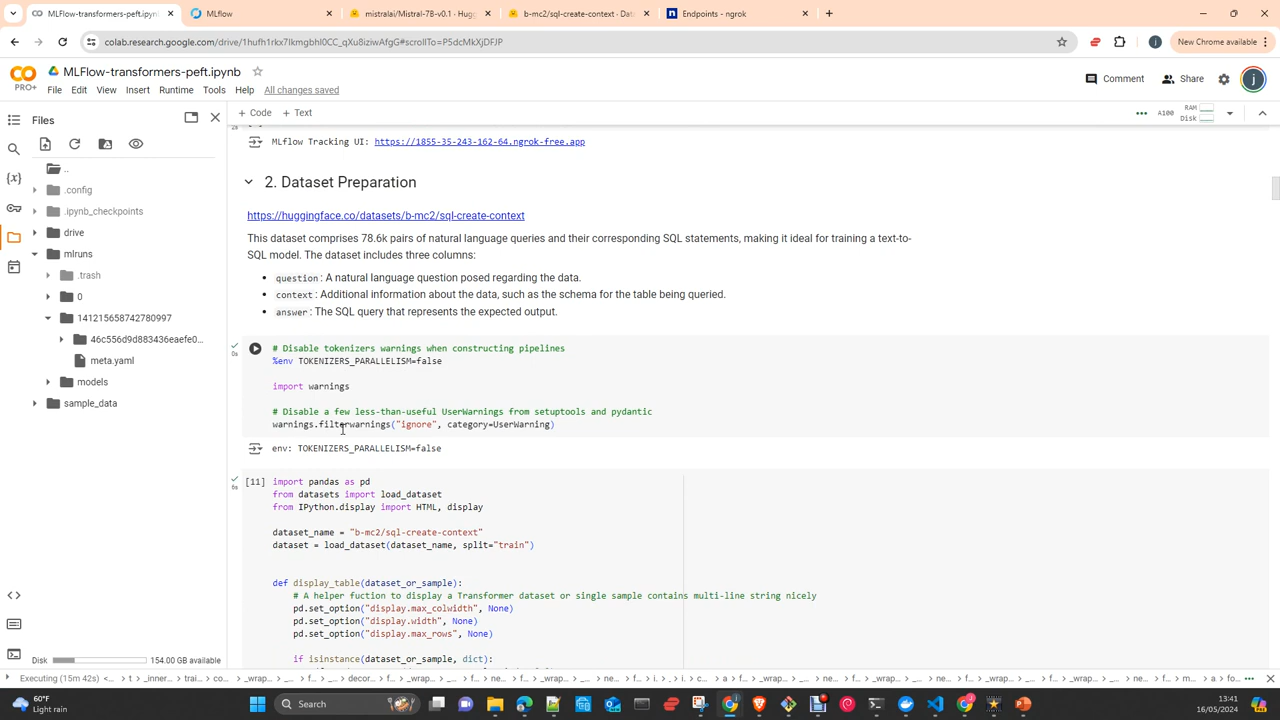 MLFlow-transformers-peft.ipynb
MLflow
mistralai/Mistral-7B-v0.1 - Hugg
b-mc2/sql-create-context · Data
Endpoints - ngrok
colab.research.google.com/drive/1hufh1rkx7lkmgbhl0CC_qXu8iziwAfgG#scrollTo=P5dcMkXjDFJP
New Chrome available
PRO+
MLFlow-transformers-peft.ipynb
File Edit View Insert Runtime Tools Help All changes saved
Comment
Share
j
Files
+ Code + Text
A100
RAM
Disk
..
.config
.ipynb_checkpoints
drive
mlruns
.trash
0
141215658742780997
46c556d9d883436eaefe0...
meta.yaml
models
sample_data
Disk
154.00 GB available
MLflow Tracking UI: https://1855-35-243-162-64.ngrok-free.app
2. Dataset Preparation
https://huggingface.co/datasets/b-mc2/sql-create-context
This dataset comprises 78.6k pairs of natural language queries and their corresponding SQL statements, making it ideal for training a text-to-
SQL model. The dataset includes three columns:
• question: A natural language question posed regarding the data.
• context: Additional information about the data, such as the schema for the table being queried.
• answer: The SQL query that represents the expected output.
0s
# Disable tokenizers warnings when constructing pipelines
%env TOKENIZERS_PARALLELISM=false
import warnings
# Disable a few less-than-useful UserWarnings from setuptools and pydantic
warnings.filterwarnings("ignore", category=UserWarning)
env: TOKENIZERS_PARALLELISM=false
6s
[11] import pandas as pd
from datasets import load_dataset
from IPython.display import HTML, display
dataset_name = "b-mc2/sql-create-context"
dataset = load_dataset(dataset_name, split="train")
def display_table(dataset_or_sample):
# A helper fuction to display a Transformer dataset or single sample contains multi-line string nicely
pd.set_option("display.max_colwidth", None)
pd.set_option("display.width", None)
pd.set_option("display.max_rows", None)
if isinstance(dataset_or_sample, dict):
Executing (15m 42s) <... > t > _inner... > trai... > co... > _wrap...
60°F
Light rain
Search
13:41
16/05/2024